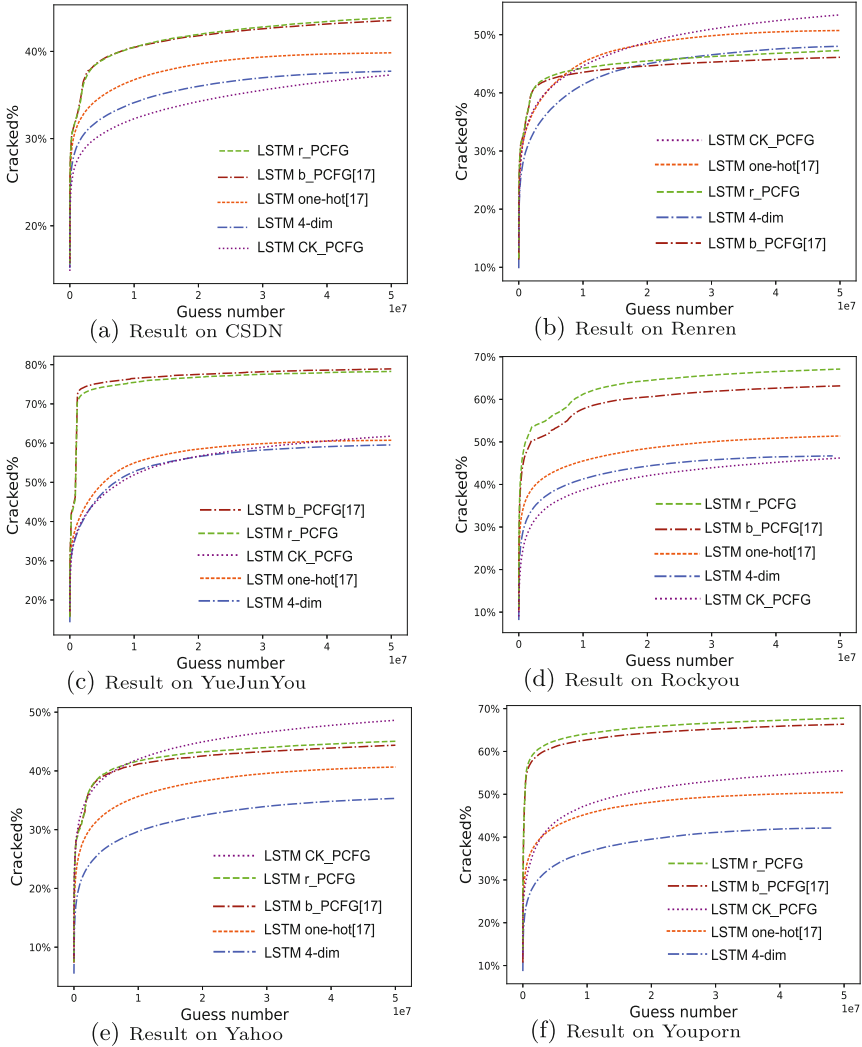 Cracked%
40%
30%
20%
LSTM r_PCFG
LSTM b_PCFG[17]
LSTM one-hot[17]
LSTM 4-dim
LSTM CK_PCFG
0 1 2 3 4 5
Guess number
1e7
(a) Result on CSDN
Cracked%
50%
40%
30%
20%
10%
LSTM CK_PCFG
LSTM one-hot[17]
LSTM r_PCFG
LSTM 4-dim
LSTM b_PCFG[17]
0 1 2 3 4 5
Guess number
1e7
(b) Result on Renren
Cracked%
80%
70%
60%
50%
40%
30%
20%
LSTM b_PCFG[17]
LSTM r_PCFG
LSTM CK_PCFG
LSTM one-hot[17]
LSTM 4-dim
0 1 2 3 4 5
Guess number
1e7
(c) Result on YueJunYou
Cracked%
70%
60%
50%
40%
30%
20%
10%
LSTM r_PCFG
LSTM b_PCFG[17]
LSTM one-hot[17]
LSTM 4-dim
LSTM CK_PCFG
0 1 2 3 4 5
Guess number
1e7
(d) Result on Rockyou
Cracked%
50%
40%
30%
20%
10%
LSTM CK_PCFG
LSTM r_PCFG
LSTM b_PCFG[17]
LSTM one-hot[17]
LSTM 4-dim
0 1 2 3 4 5
Guess number
1e7
(e) Result on Yahoo
Cracked%
70%
60%
50%
40%
30%
20%
10%
LSTM r_PCFG
LSTM b_PCFG[17]
LSTM CK_PCFG
LSTM one-hot[17]
LSTM 4-dim
0 1 2 3 4 5
Guess number
1e7
(f) Result on Youporn